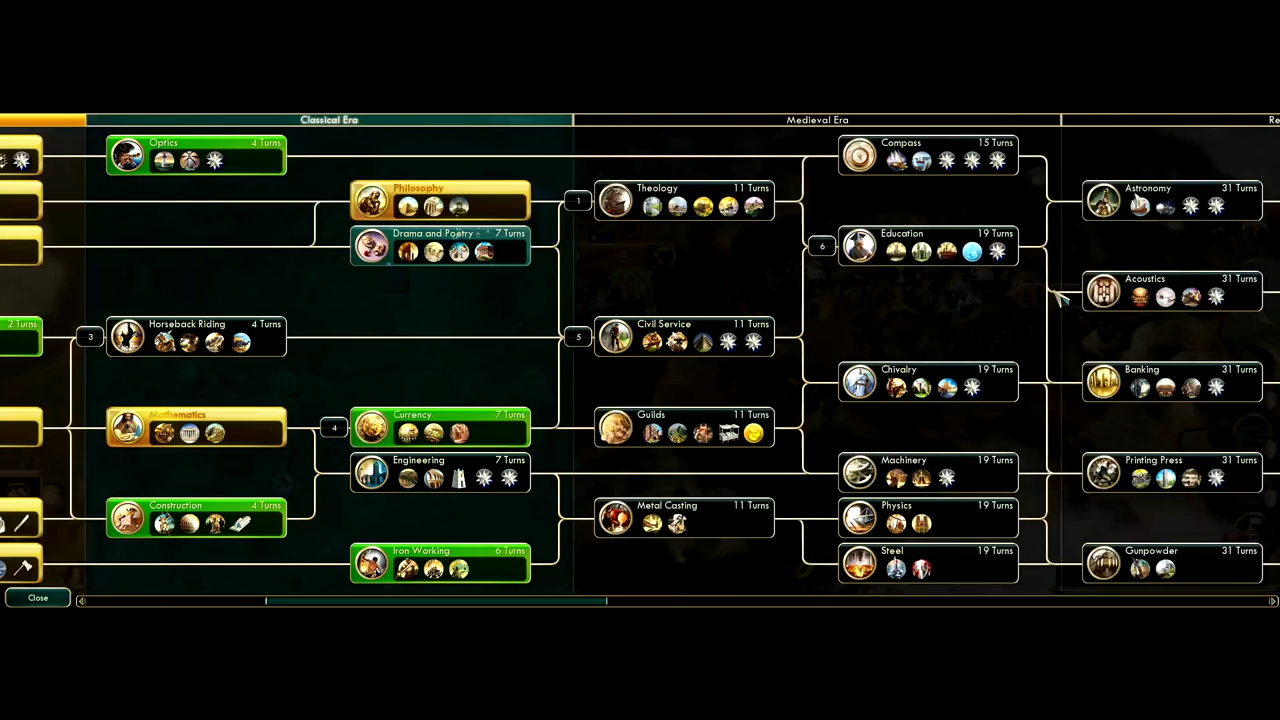 Classical Era
Medieval Era
Re
Optics 4 Turns
Compass 15 Turns
Philosophy
1
Theology 11 Turns
Astronomy 31 Turns
Drama and Poetry 7 Turns
6
Education 19 Turns
Acoustics 31 Turns
2 Turns
3
Horseback Riding 4 Turns
5
Civil Service 11 Turns
Chivalry 19 Turns
Banking 31 Turns
Mathematics
4
Currency 7 Turns
Guilds 11 Turns
Engineering 7 Turns
Machinery 19 Turns
Printing Press 31 Turns
Construction 4 Turns
Metal Casting 11 Turns
Physics 19 Turns
Iron Working 6 Turns
Steel 19 Turns
Gunpowder 31 Turns
Close